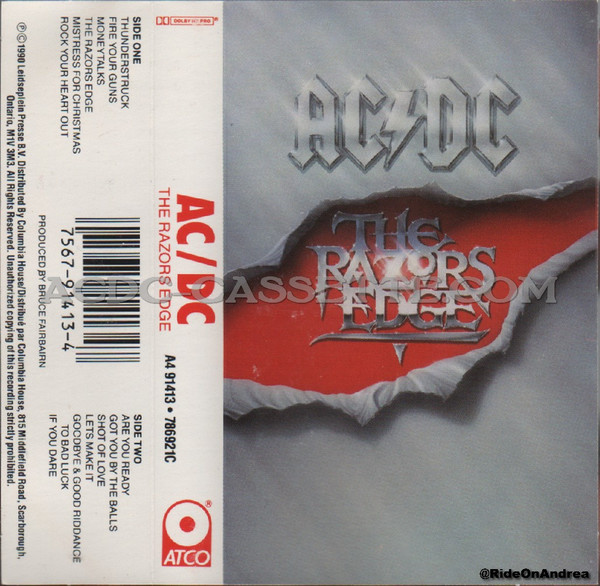 DOLBY HX PRO
®
SIDE ONE
THUNDERSTRUCK
FIRE YOUR GUNS
MONEYTALKS
THE RAZORS EDGE
MISTRESS FOR CHRISTMAS
ROCK YOUR HEART OUT
PRODUCED BY BRUCE FAIRBAIRN
7567-91413-4
SIDE TWO
ARE YOU READY
GOT YOU BY THE BALLS
SHOT OF LOVE
LETS MAKE IT
GOODBYE & GOOD RIDDANCE
TO BAD LUCK
IF YOU DARE
℗©1990 Leidseplein Presse B.V. Distributed By Columbia House/Distribué par Columbia House, 815 Middlefield Road, Scarborough,
Ontario, M1V 3M3. All Rights Reserved. Unauthorized copying of this recording strictly prohibited.
AC/DC
THE RAZORS EDGE
A4 91413 • 786921C
®
ATCO
AC/DC
THE
RAZORS
EDGE
ACDC-CASSETTE.COM
@RideOnAndrea